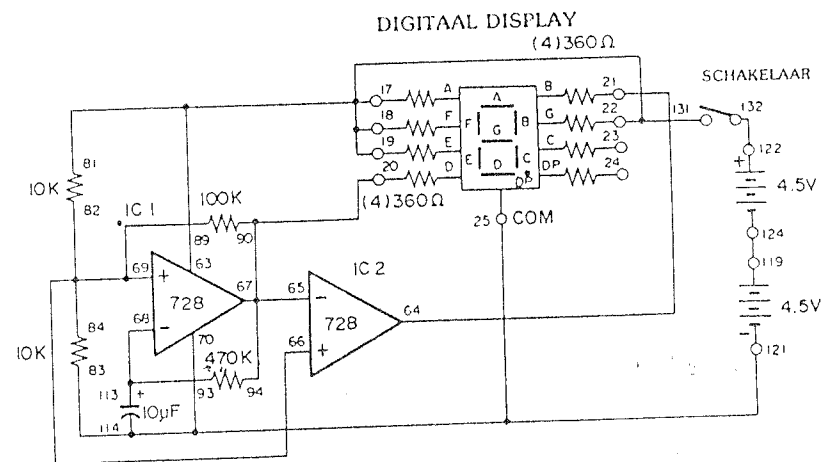 DIGITAAL DISPLAY
(4)360Ω
SCHAKELAAR
17
A
A
B
21
131
132
18
F
F
B
G
22
G
19
E
E
C
C
23
122
20
D
D
DP
DP
24
+
4.5V
(4)360Ω
25
COM
124
119
4.5V
-
121
81
10K
82
IC 1
100K
89
90
69
+
63
67
728
68
-
70
IC 2
65
-
64
728
66
+
84
10K
83
470K
93
94
113
+
10µF
114